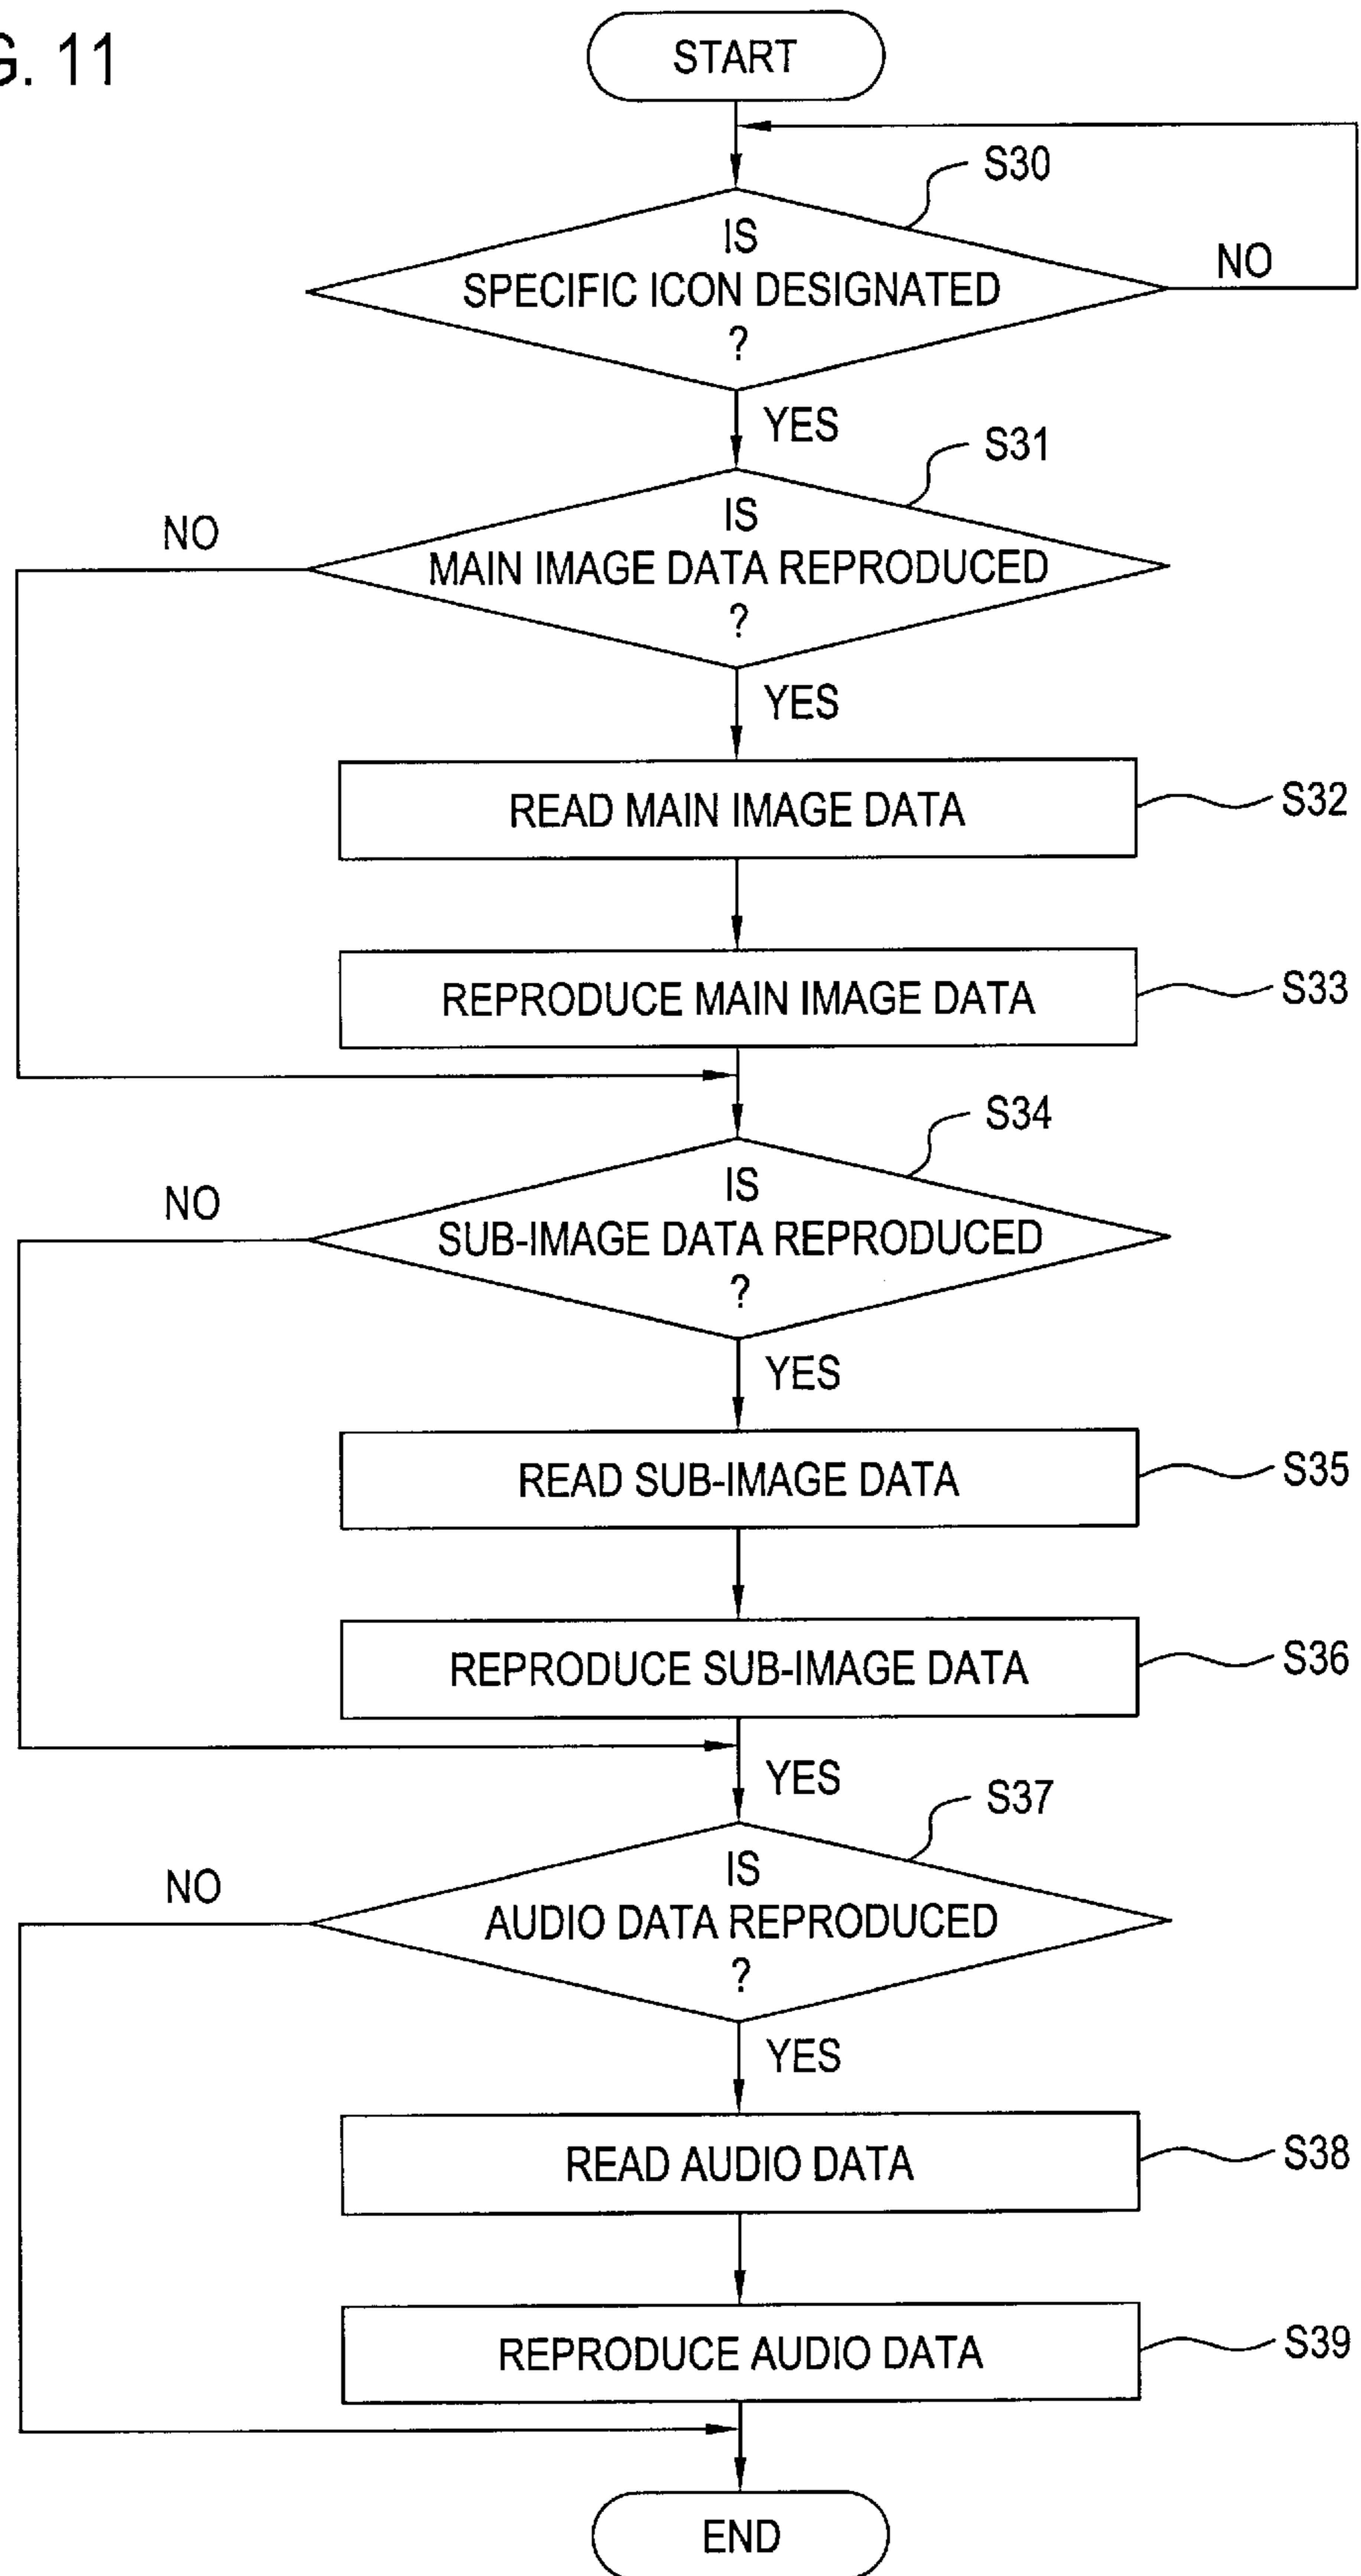 G. 11
START
S30
IS
SPECIFIC ICON DESIGNATED
?
NO
YES
S31
IS
MAIN IMAGE DATA REPRODUCED
?
NO
YES
READ MAIN IMAGE DATA
S32
REPRODUCE MAIN IMAGE DATA
S33
S34
IS
SUB-IMAGE DATA REPRODUCED
?
NO
YES
READ SUB-IMAGE DATA
S35
REPRODUCE SUB-IMAGE DATA
S36
YES
S37
IS
AUDIO DATA REPRODUCED
?
NO
YES
READ AUDIO DATA
S38
REPRODUCE AUDIO DATA
S39
END